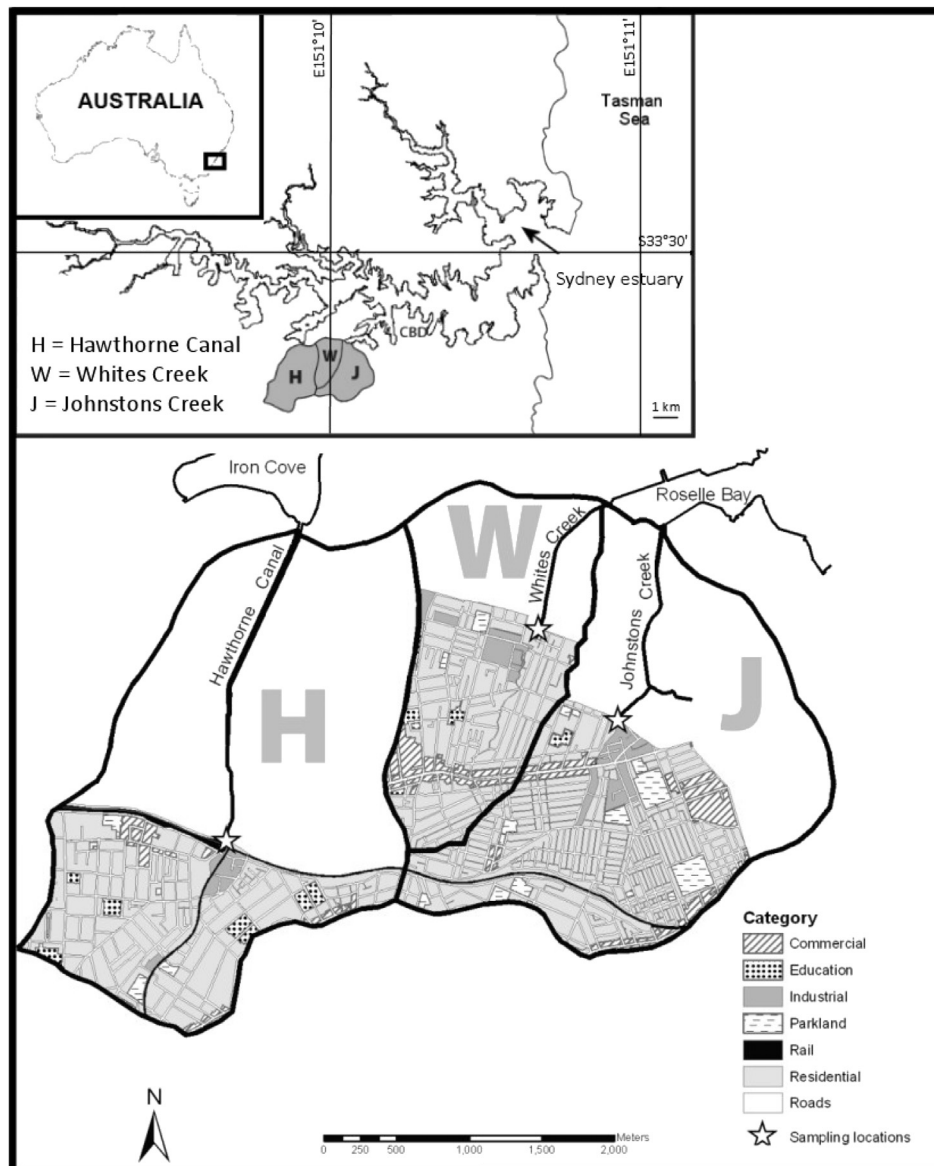 AUSTRALIA
E151°10'
E151°11'
Tasman
Sea
S33°30'
Sydney estuary
CBD
H = Hawthorne Canal
W = Whites Creek
J = Johnstons Creek
H
W
J
1 km
Iron Cove
Roselle Bay
Hawthorne Canal
Whites Creek
Johnstons Creek
W
H
J
Category
Commercial
Education
Industrial
Parkland
Rail
Residential
Roads
Sampling locations
N
Meters
0 250 500 1,000 1,500 2,000